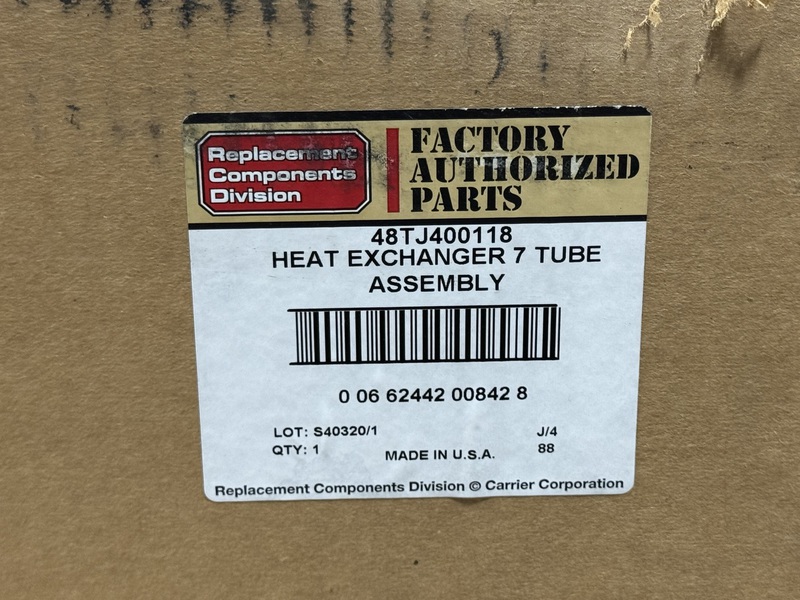 Replacement
Components
Division
FACTORY
AUTHORIZED
PARTS
48TJ400118
HEAT EXCHANGER 7 TUBE
ASSEMBLY
0 06 62442 00842 8
LOT: S40320/1
J/4
QTY: 1
MADE IN U.S.A.
88
Replacement Components Division © Carrier Corporation